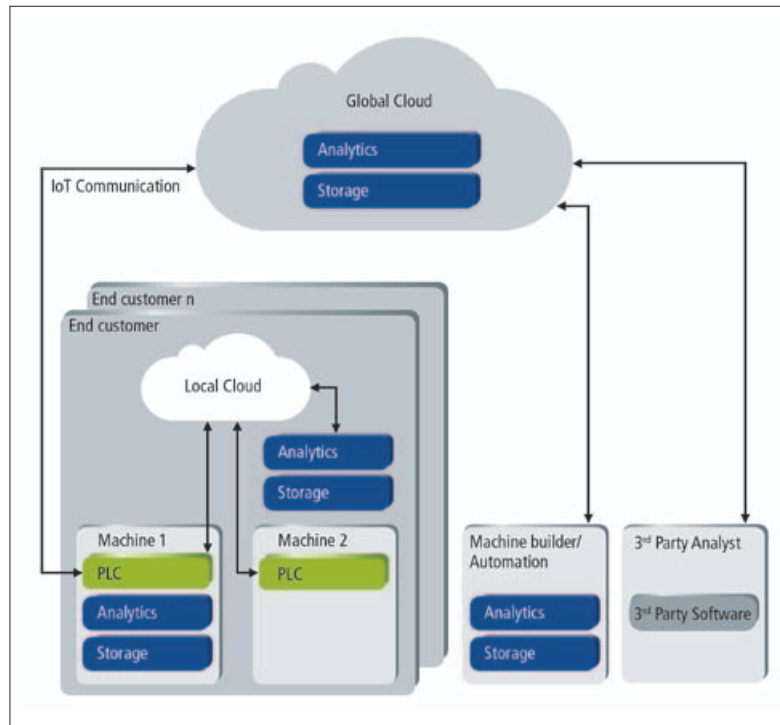 Global Cloud
Analytics
Storage
IoT Communication
End customer n
End customer
Local Cloud
Analytics
Storage
Machine 1
PLC
Analytics
Storage
Machine 2
PLC
Machine builder/
Automation
Analytics
Storage
3rd Party Analyst
3rd Party Software